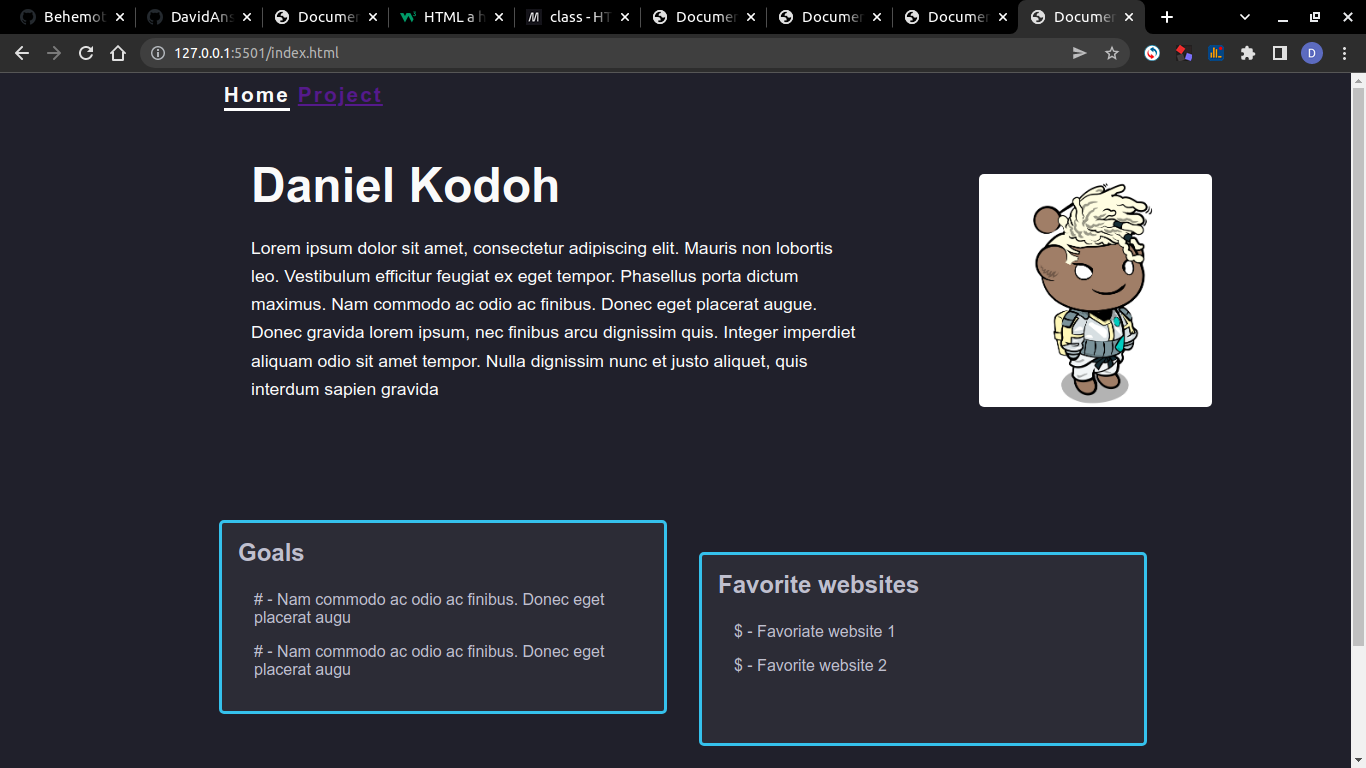 Behemot
DavidAns
Documer
HTML a h
class - HT
Documer
Documer
Documer
Documer
127.0.0.1:5501/index.html
D
Home Project
Daniel Kodoh
Lorem ipsum dolor sit amet, consectetur adipiscing elit. Mauris non lobortis
leo. Vestibulum efficitur feugiat ex eget tempor. Phasellus porta dictum
maximus. Nam commodo ac odio ac finibus. Donec eget placerat augue.
Donec gravida lorem ipsum, nec finibus arcu dignissim quis. Integer imperdiet
aliquam odio sit amet tempor. Nulla dignissim nunc et justo aliquet, quis
interdum sapien gravida
Goals
# - Nam commodo ac odio ac finibus. Donec eget
placerat augu
# - Nam commodo ac odio ac finibus. Donec eget
placerat augu
Favorite websites
$ - Favoriate website 1
$ - Favorite website 2